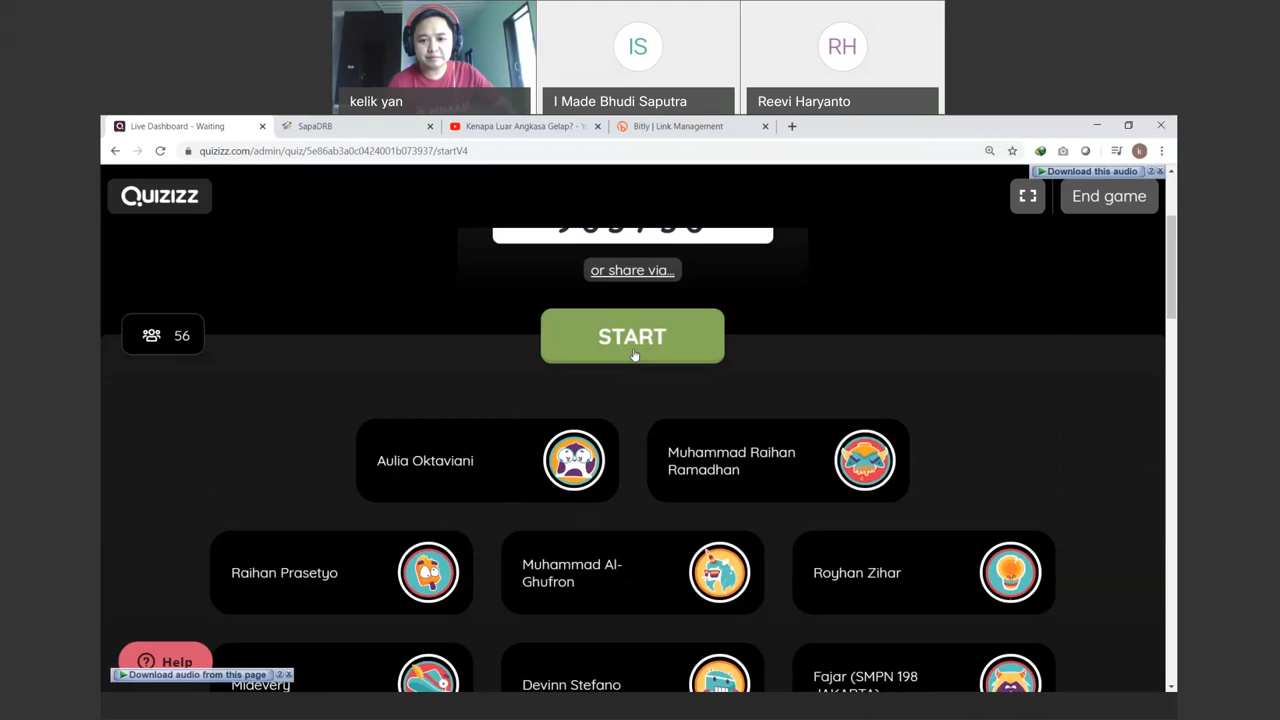 IS
RH
kelik yan
I Made Bhudi Saputra
Reevi Haryanto
Live Dashboard - Waiting
SapaDRB
Kenapa Luar Angkasa Gelap? - Y
Bitly | Link Management
quizizz.com/admin/quiz/5e86ab3a0c0424001b073937/startV4
k
Download this audio
QUIZIZZ
End game
or share via...
START
56
Aulia Oktaviani
Muhammad Raihan
Ramadhan
Raihan Prasetyo
Muhammad Al-
Ghufron
Royhan Zihar
Help
Download audio from this page
Midevery
Devinn Stefano
Fajar (SMPN 198
JAKARTA)